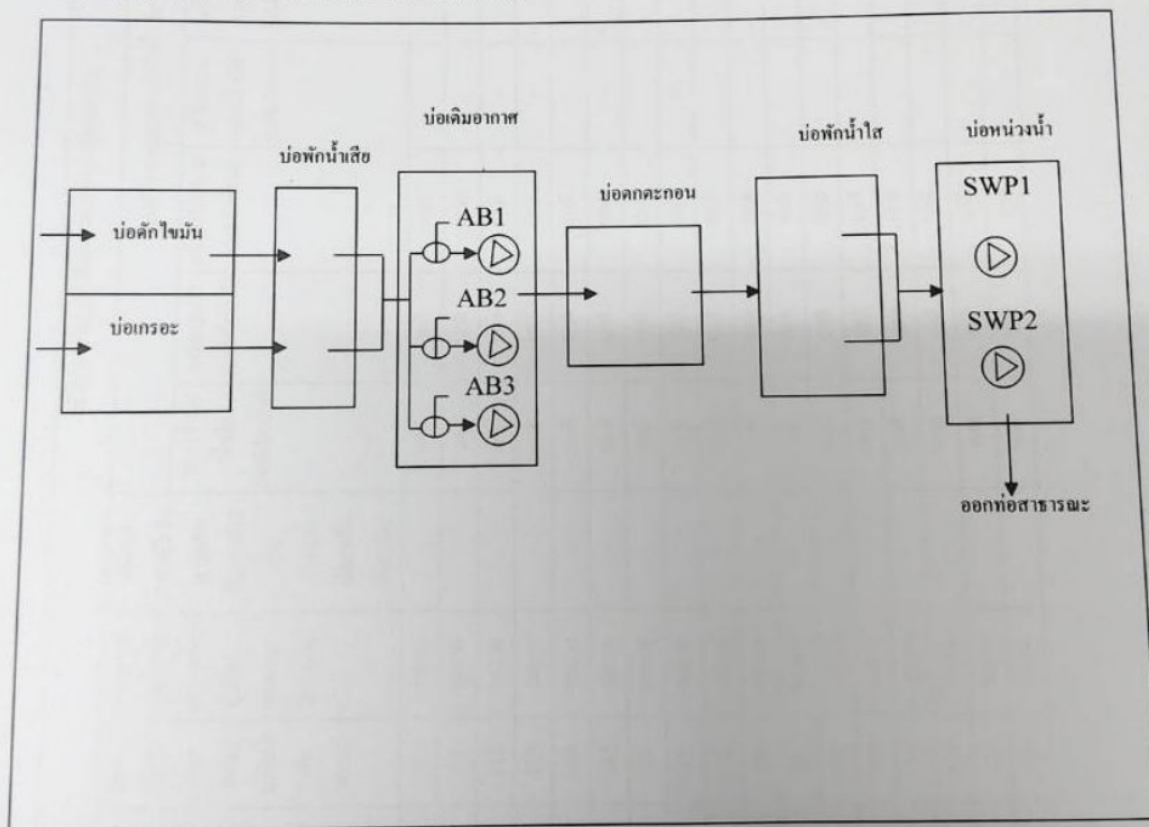 บ่อดักไขมัน
บ่อเกรอะ
บ่อพักน้ำเสีย
บ่อเติมอากาศ
AB1
AB2
AB3
บ่อตกตะกอน
บ่อพักน้ำใส
บ่อหน่วงน้ำ
SWP1
SWP2
ออกท่อสาธารณะ